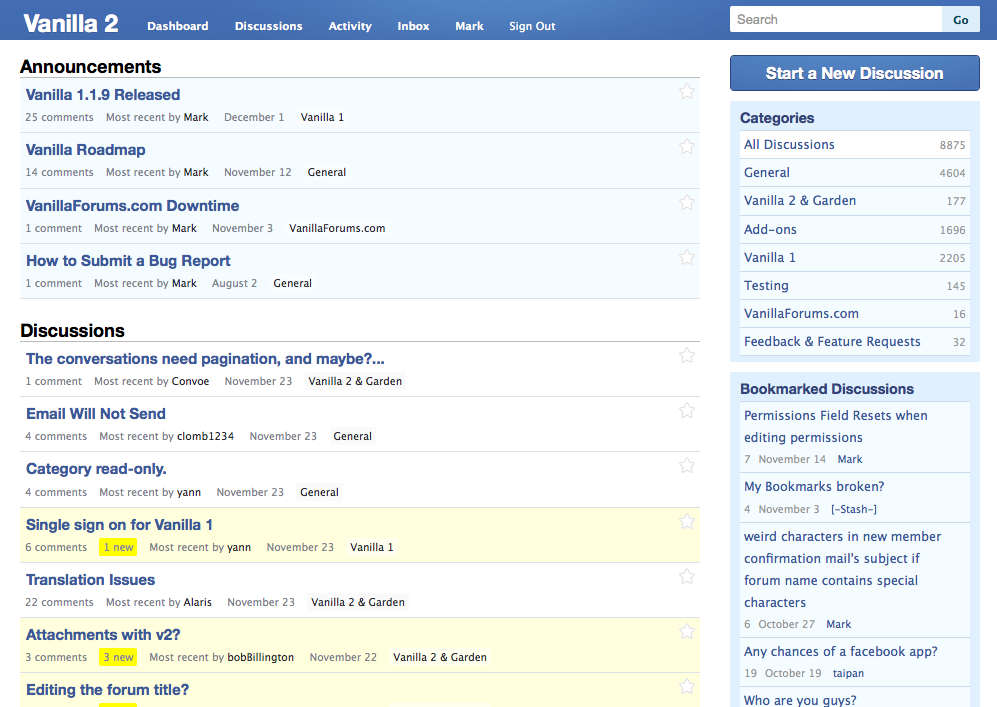 Vanilla 2 Dashboard Discussions Activity Inbox Mark Sign Out Search Go
Announcements
Vanilla 1.1.9 Released
25 comments Most recent by Mark December 1 Vanilla 1
Vanilla Roadmap
14 comments Most recent by Mark November 12 General
VanillaForums.com Downtime
1 comment Most recent by Mark November 3 VanillaForums.com
How to Submit a Bug Report
1 comment Most recent by Mark August 2 General
Discussions
The conversations need pagination, and maybe?...
1 comment Most recent by Convoe November 23 Vanilla 2 & Garden
Email Will Not Send
4 comments Most recent by clomb1234 November 23 General
Category read-only.
4 comments Most recent by yann November 23 General
Single sign on for Vanilla 1
6 comments 1 new Most recent by yann November 23 Vanilla 1
Translation Issues
22 comments Most recent by Alaris November 23 Vanilla 2 & Garden
Attachments with v2?
3 comments 3 new Most recent by bobBillington November 22 Vanilla 2 & Garden
Editing the forum title?
Start a New Discussion
Categories
All Discussions 8875
General 4604
Vanilla 2 & Garden 177
Add-ons 1696
Vanilla 1 2205
Testing 145
VanillaForums.com 16
Feedback & Feature Requests 32
Bookmarked Discussions
Permissions Field Resets when
editing permissions
7 November 14 Mark
My Bookmarks broken?
4 November 3 [-Stash-]
weird characters in new member
confirmation mail's subject if
forum name contains special
characters
6 October 27 Mark
Any chances of a facebook app?
19 October 19 taipan
Who are you guys?